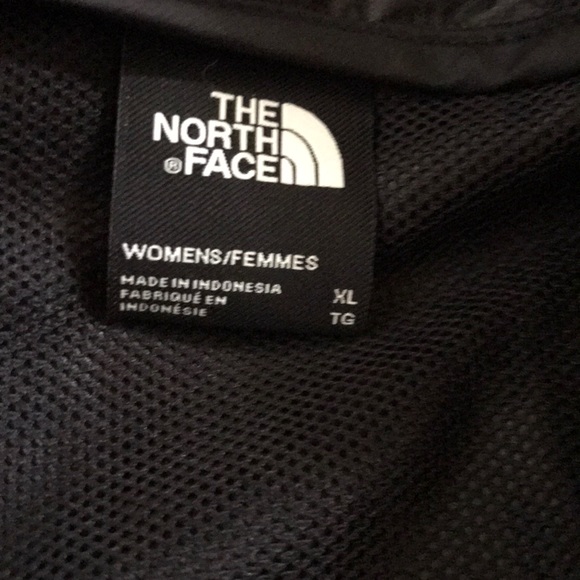 THE
NORTH
®FACE
WOMENS/FEMMES
MADE IN INDONESIA
FABRIQUÉ EN
INDONÉSIE
XL
TG